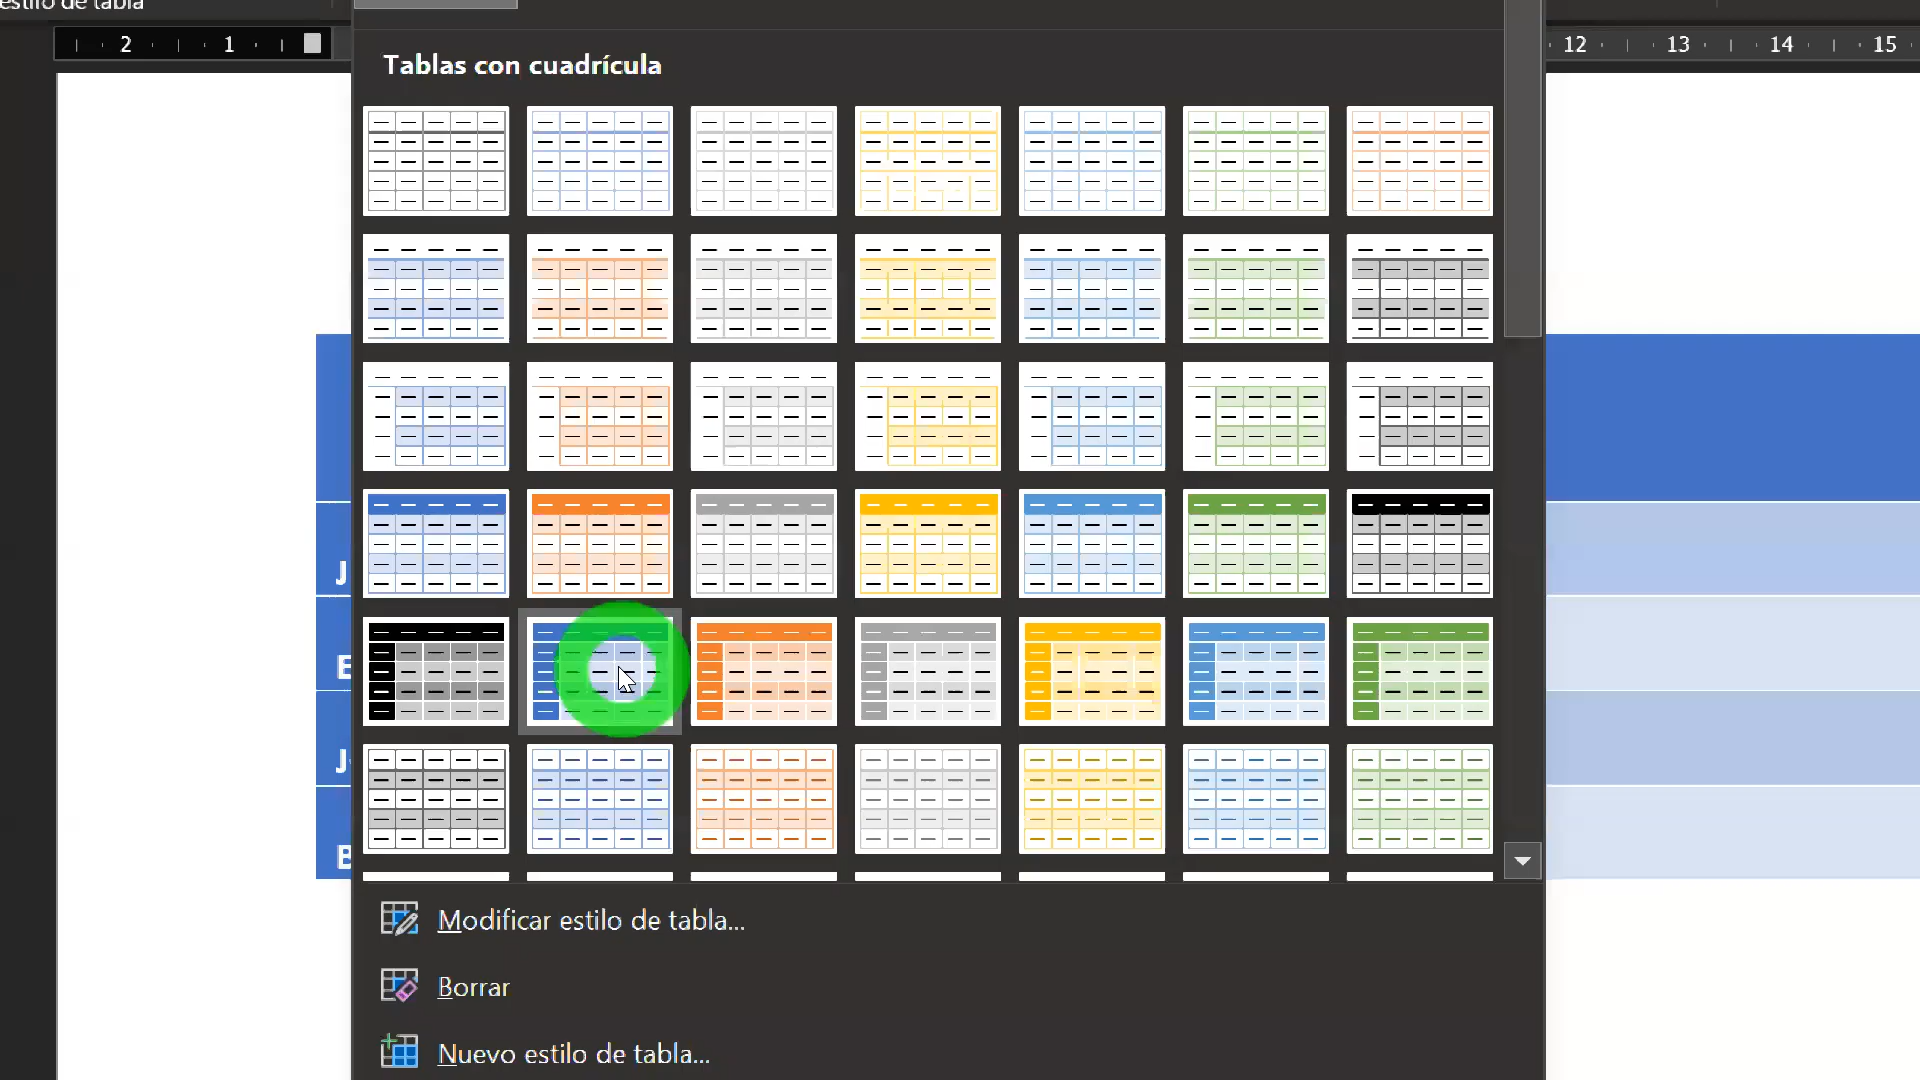 estilo de tabla
2 1 12 13 14 15
Tablas con cuadrícula
J
E
J
B
Modificar estilo de tabla...
Borrar
Nuevo estilo de tabla...